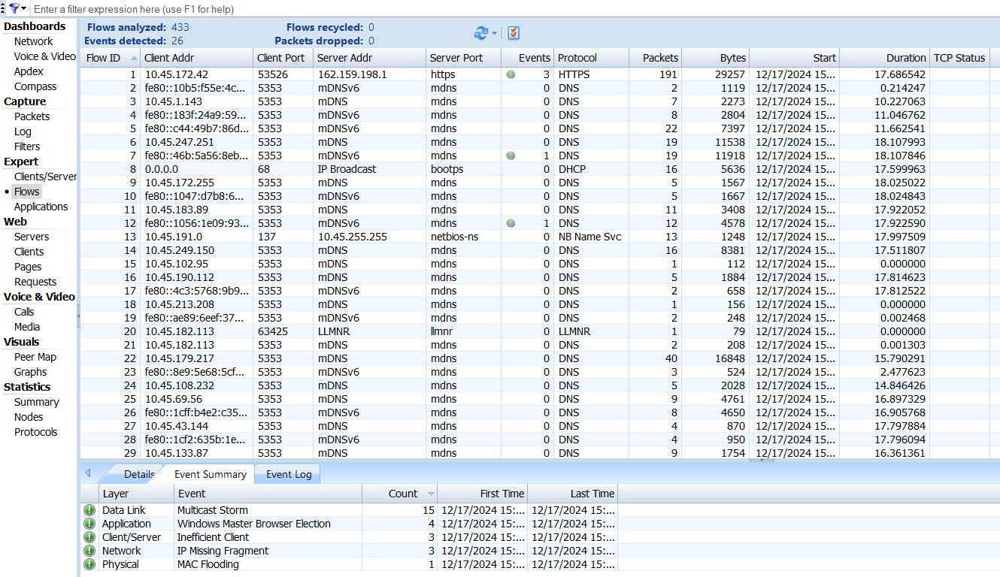 Enter a filter expression here (use F1 for help)
Dashboards
Network
Voice & Video
Apdex
Compass
Capture
Packets
Log
Filters
Expert
Clients/Server
Flows
Applications
Web
Servers
Clients
Pages
Requests
Voice & Video
Calls
Media
Visuals
Peer Map
Graphs
Statistics
Summary
Nodes
Protocols
Flows analyzed: 433 Flows recycled: 0
Events detected: 26 Packets dropped: 0
Flow ID Client Addr Client Port Server Addr Server Port Events Protocol Packets Bytes Start Duration TCP Status
1 10.45.172.42 53526 162.159.198.1 https 3 HTTPS 191 29257 12/17/2024 15... 17.686542
2 fe80::10b5:f55e:4c... 5353 mDNSv6 mdns 0 DNS 2 1119 12/17/2024 15... 0.214247
3 10.45.1.143 5353 mDNS mdns 0 DNS 7 2273 12/17/2024 15... 10.227063
4 fe80::183f:24a9:59... 5353 mDNSv6 mdns 0 DNS 8 2804 12/17/2024 15... 11.046762
5 fe80::c44:49b7:86d... 5353 mDNSv6 mdns 0 DNS 22 7397 12/17/2024 15... 11.662541
6 10.45.247.251 5353 mDNS mdns 0 DNS 19 11538 12/17/2024 15... 18.107993
7 fe80::46b:5a56:8eb... 5353 mDNSv6 mdns 1 DNS 19 11918 12/17/2024 15... 18.107846
8 0.0.0.0 68 IP Broadcast bootps 0 DHCP 16 5636 12/17/2024 15... 17.599963
9 10.45.172.255 5353 mDNS mdns 0 DNS 5 1567 12/17/2024 15... 18.025022
10 fe80::1047:d7b8:6... 5353 mDNSv6 mdns 0 DNS 5 1667 12/17/2024 15... 18.024843
11 10.45.183.89 5353 mDNS mdns 0 DNS 11 3408 12/17/2024 15... 17.922052
12 fe80::1056:1e09:93... 5353 mDNSv6 mdns 1 DNS 12 4578 12/17/2024 15... 17.922590
13 10.45.191.0 137 10.45.255.255 netbios-ns 0 NB Name Svc 13 1248 12/17/2024 15... 17.997509
14 10.45.249.150 5353 mDNS mdns 0 DNS 16 8381 12/17/2024 15... 17.511807
15 10.45.102.95 5353 mDNS mdns 0 DNS 1 112 12/17/2024 15... 0.000000
16 10.45.190.112 5353 mDNS mdns 0 DNS 5 1884 12/17/2024 15... 17.814623
17 fe80::4c3:5768:9b9... 5353 mDNSv6 mdns 0 DNS 2 658 12/17/2024 15... 17.812522
18 10.45.213.208 5353 mDNS mdns 0 DNS 1 156 12/17/2024 15... 0.000000
19 fe80::ae89:6eef:37... 5353 mDNSv6 mdns 0 DNS 2 248 12/17/2024 15... 0.002468
20 10.45.182.113 63425 LLMNR llmnr 0 LLMNR 1 79 12/17/2024 15... 0.000000
21 10.45.182.113 5353 mDNS mdns 0 DNS 2 208 12/17/2024 15... 0.001303
22 10.45.179.217 5353 mDNS mdns 0 DNS 40 16848 12/17/2024 15... 15.790291
23 fe80::8e9:5e68:5cf... 5353 mDNSv6 mdns 0 DNS 3 524 12/17/2024 15... 2.477623
24 10.45.108.232 5353 mDNS mdns 0 DNS 5 2028 12/17/2024 15... 14.846426
25 10.45.69.56 5353 mDNS mdns 0 DNS 9 4761 12/17/2024 15... 16.897329
26 fe80::1cff:b4e2:c35... 5353 mDNSv6 mdns 0 DNS 8 4650 12/17/2024 15... 16.905768
27 10.45.43.144 5353 mDNS mdns 0 DNS 4 870 12/17/2024 15... 17.797884
28 fe80::1cf2:635b:1e... 5353 mDNSv6 mdns 0 DNS 4 950 12/17/2024 15... 17.796094
29 10.45.133.87 5353 mDNS mdns 0 DNS 9 1754 12/17/2024 15... 16.361361
Details Event Summary Event Log
Layer Event Count First Time Last Time
Data Link Multicast Storm 15 12/17/2024 15:... 12/17/2024 15:...
Application Windows Master Browser Election 4 12/17/2024 15:... 12/17/2024 15:...
Client/Server Inefficient Client 3 12/17/2024 15:... 12/17/2024 15:...
Network IP Missing Fragment 3 12/17/2024 15:... 12/17/2024 15:...
Physical MAC Flooding 1 12/17/2024 15:... 12/17/2024 15:...